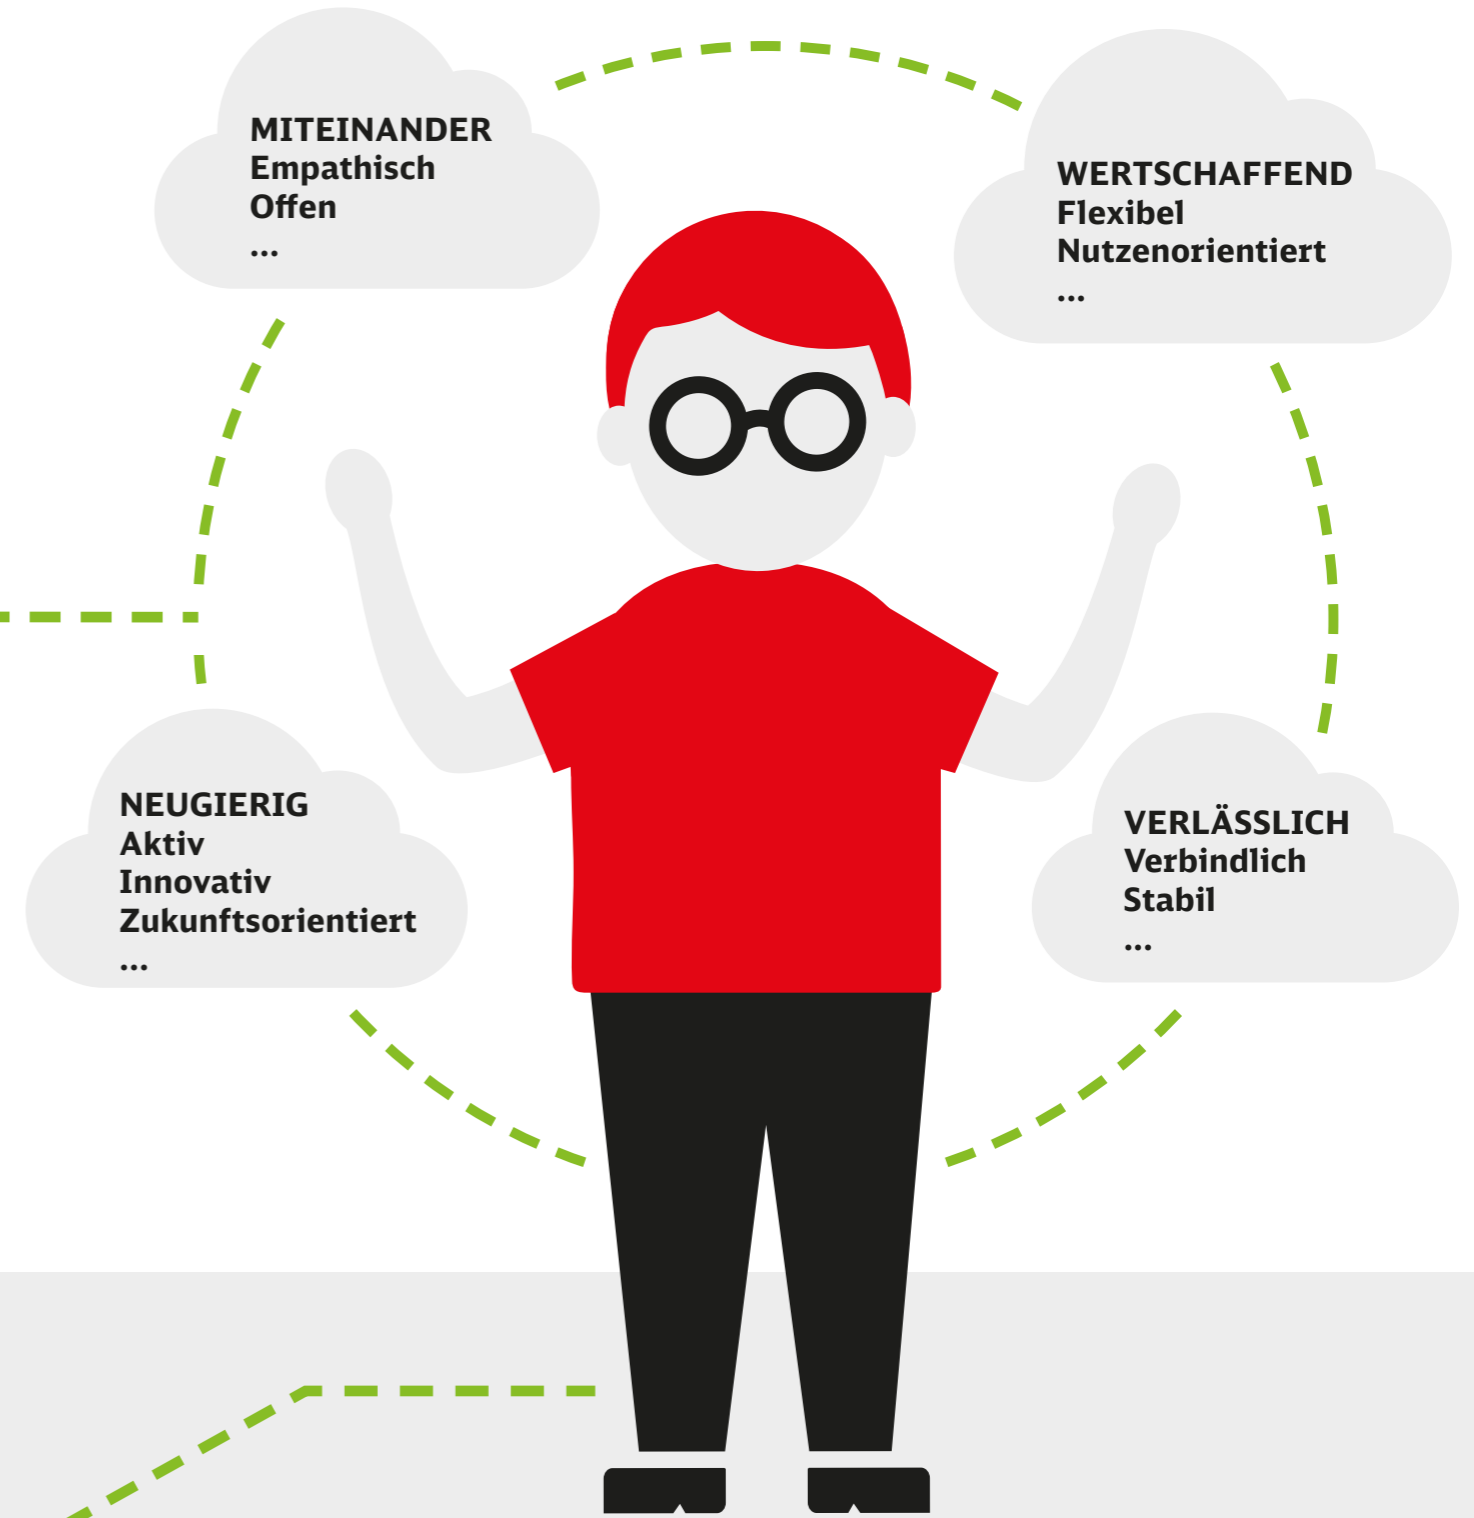 MITEINANDER
Empathisch
Offen
...
WERTSCHAFFEND
Flexibel
Nutzenorientiert
...
NEUGIERIG
Aktiv
Innovativ
Zukunftsorientiert
...
VERLÄSSLICH
Verbindlich
Stabil
...